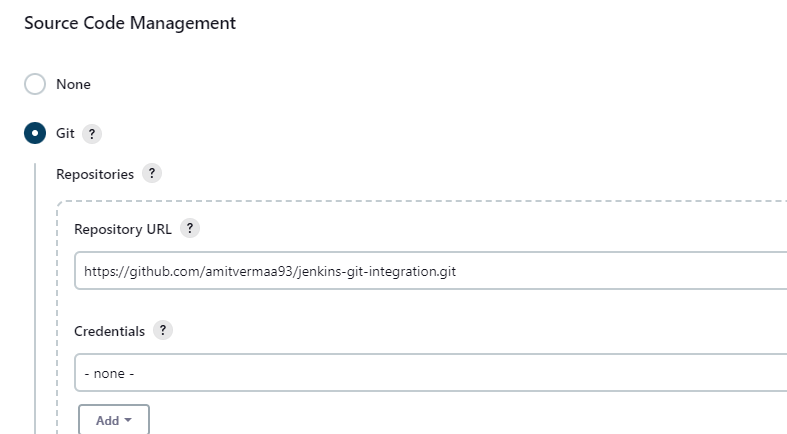 Source Code Management
None
Git ?
Repositories ?
Repository URL ?
https://github.com/amitvermaa93/jenkins-git-integration.git
Credentials ?
- none -
Add